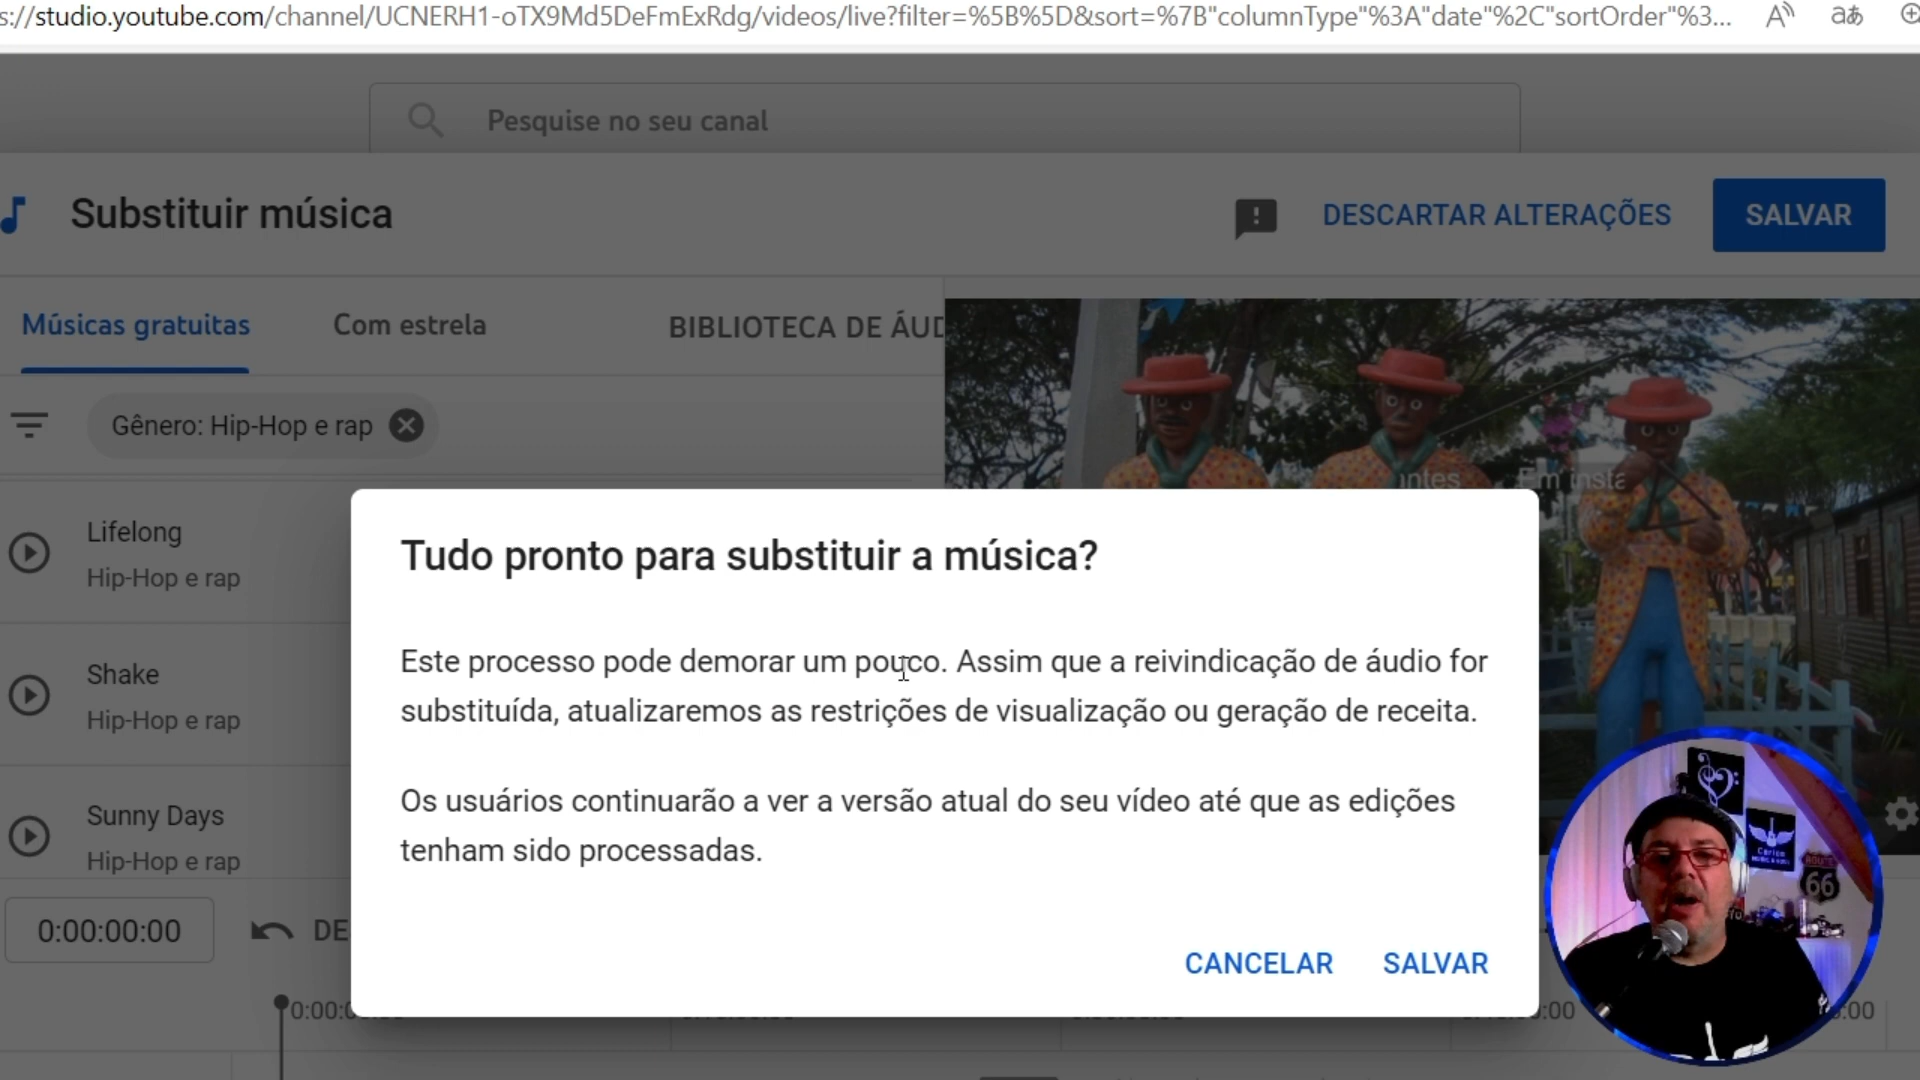 s://studio.youtube.com/channel/UCNERH1-oTX9Md5DeFmExRdg/videos/live?filter=%5B%5D&sort=%7B"columnType"%3A"date"%2C"sortOrder"%3...
Pesquise no seu canal
Substituir música
DESCARTAR ALTERAÇÕES
SALVAR
Músicas gratuitas
Com estrela
BIBLIOTECA DE ÁUD
Gênero: Hip-Hop e rap
Em insta
Lifelong
Hip-Hop e rap
Shake
Hip-Hop e rap
Sunny Days
Hip-Hop e rap
Tudo pronto para substituir a música?
Este processo pode demorar um pouco. Assim que a reivindicação de áudio for
substituída, atualizaremos as restrições de visualização ou geração de receita.
Os usuários continuarão a ver a versão atual do seu vídeo até que as edições
tenham sido processadas.
CANCELAR
SALVAR
0:00:00:00
DE
ROUTE
66